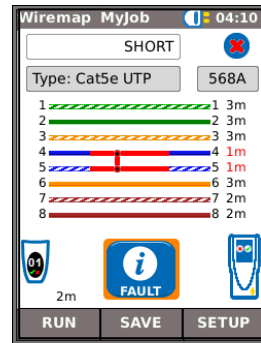 Wiremap MyJob 04:10
SHORT
Type: Cat5e UTP 568A
1 1 3m
2 2 3m
3 3 3m
4 4 1m
5 5 1m
6 6 3m
7 7 2m
8 8 2m
01
2m
i
FAULT
RUN SAVE SETUP